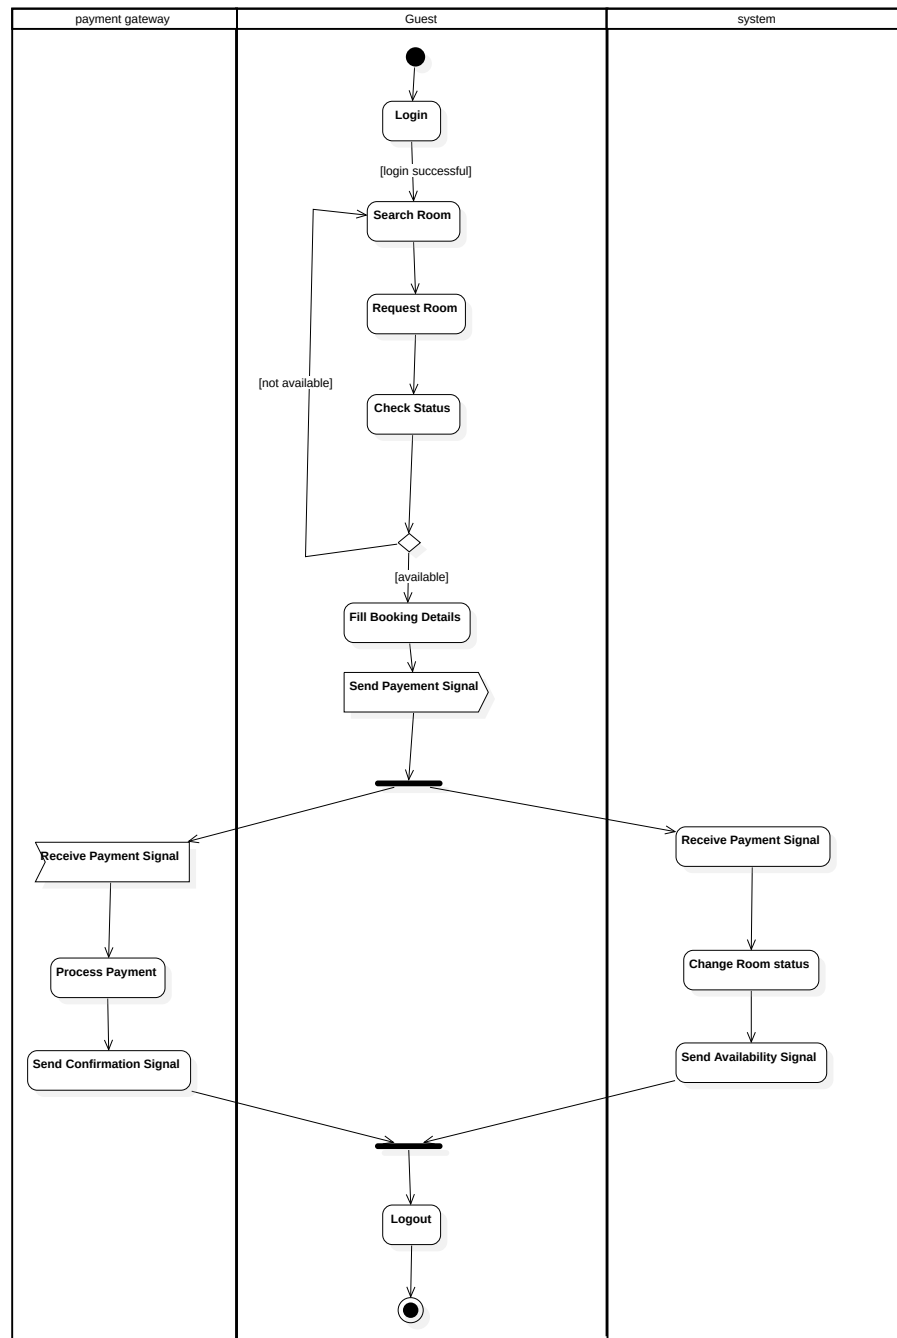 payment gateway
Guest
system
Login
[login successful]
Search Room
Request Room
[not available]
Check Status
[available]
Fill Booking Details
Send Payement Signal
Receive Payment Signal
Receive Payment Signal
Process Payment
Change Room status
Send Confirmation Signal
Send Availability Signal
Logout